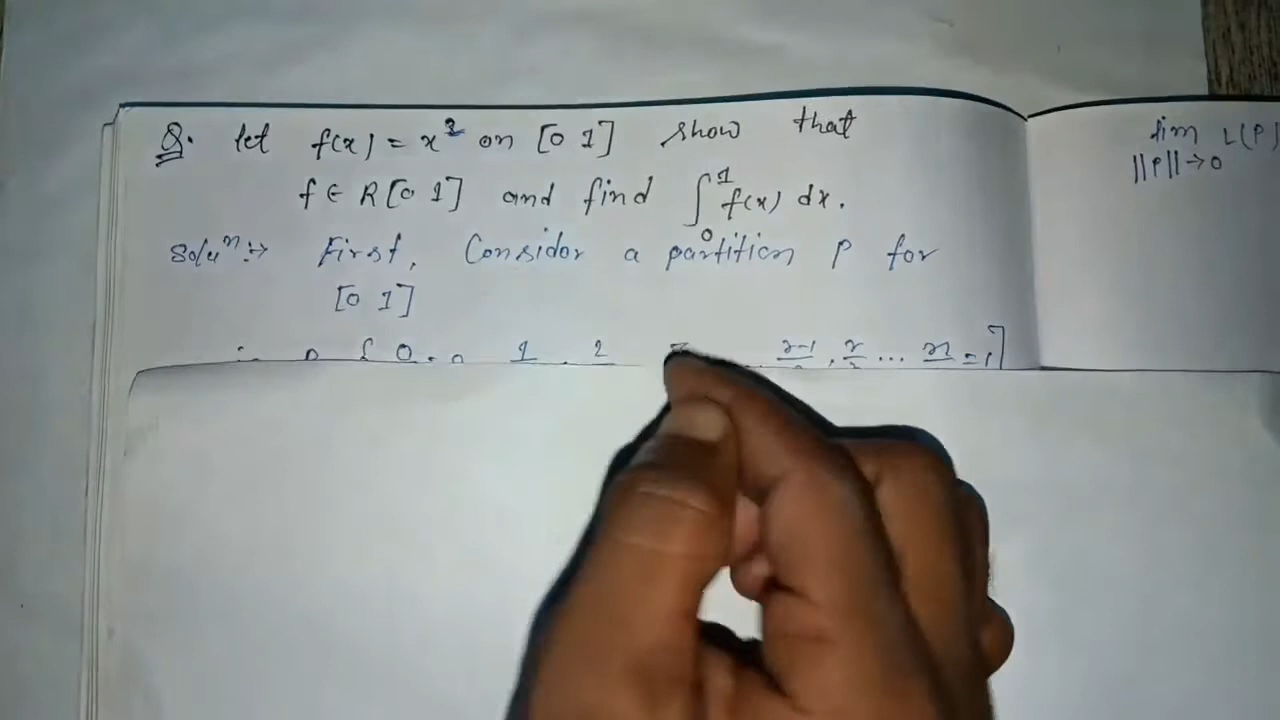 Q. let f(x) = x² on [0 1] show that
f ∈ R[0 1] and find ∫₀¹ f(x) dx.
Soluⁿ:→ First, Consider a partition P for
[0 1]
lim L(P)
||P||→0